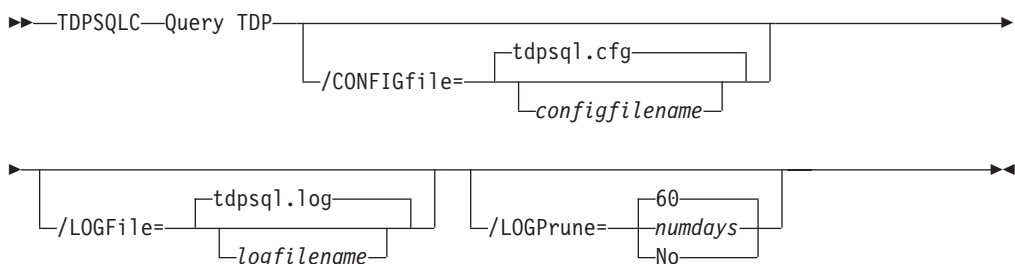 TDPSQLC Query TDP
tdpsql.cfg
/CONFIGfile=
configfilename
tdpsql.log
60
/LOGFile=
/LOGPrune=
numdays
logfilename
No